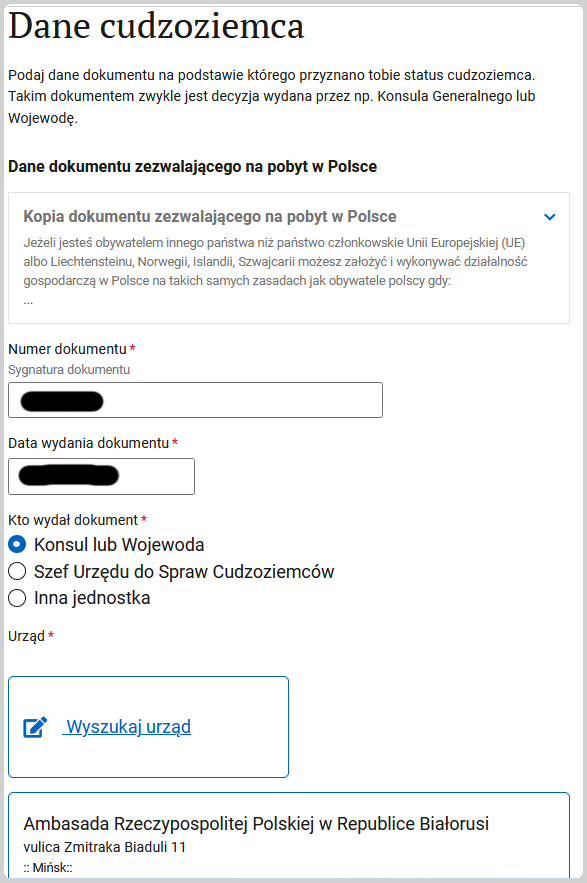 Dane cudzoziemca
Podaj dane dokumentu na podstawie którego przyznano tobie status cudzoziemca.
Takim dokumentem zwykle jest decyzja wydana przez np. Konsula Generalnego lub
Wojewodę.
Dane dokumentu zezwalającego na pobyt w Polsce
Kopia dokumentu zezwalającego na pobyt w Polsce
Jeżeli jesteś obywatelem innego państwa niż państwo członkowskie Unii Europejskiej (UE)
albo Liechtensteinu, Norwegii, Islandii, Szwajcarii możesz założyć i wykonywać działalność
gospodarczą w Polsce na takich samych zasadach jak obywatele polscy gdy:
...
Numer dokumentu *
Sygnatura dokumentu
Data wydania dokumentu *
Kto wydał dokument *
Konsul lub Wojewoda
Szef Urzędu do Spraw Cudzoziemców
Inna jednostka
Urząd *
Wyszukaj urząd
Ambasada Rzeczypospolitej Polskiej w Republice Białorusi
vulica Zmitraka Biaduli 11
:: Mińsk::